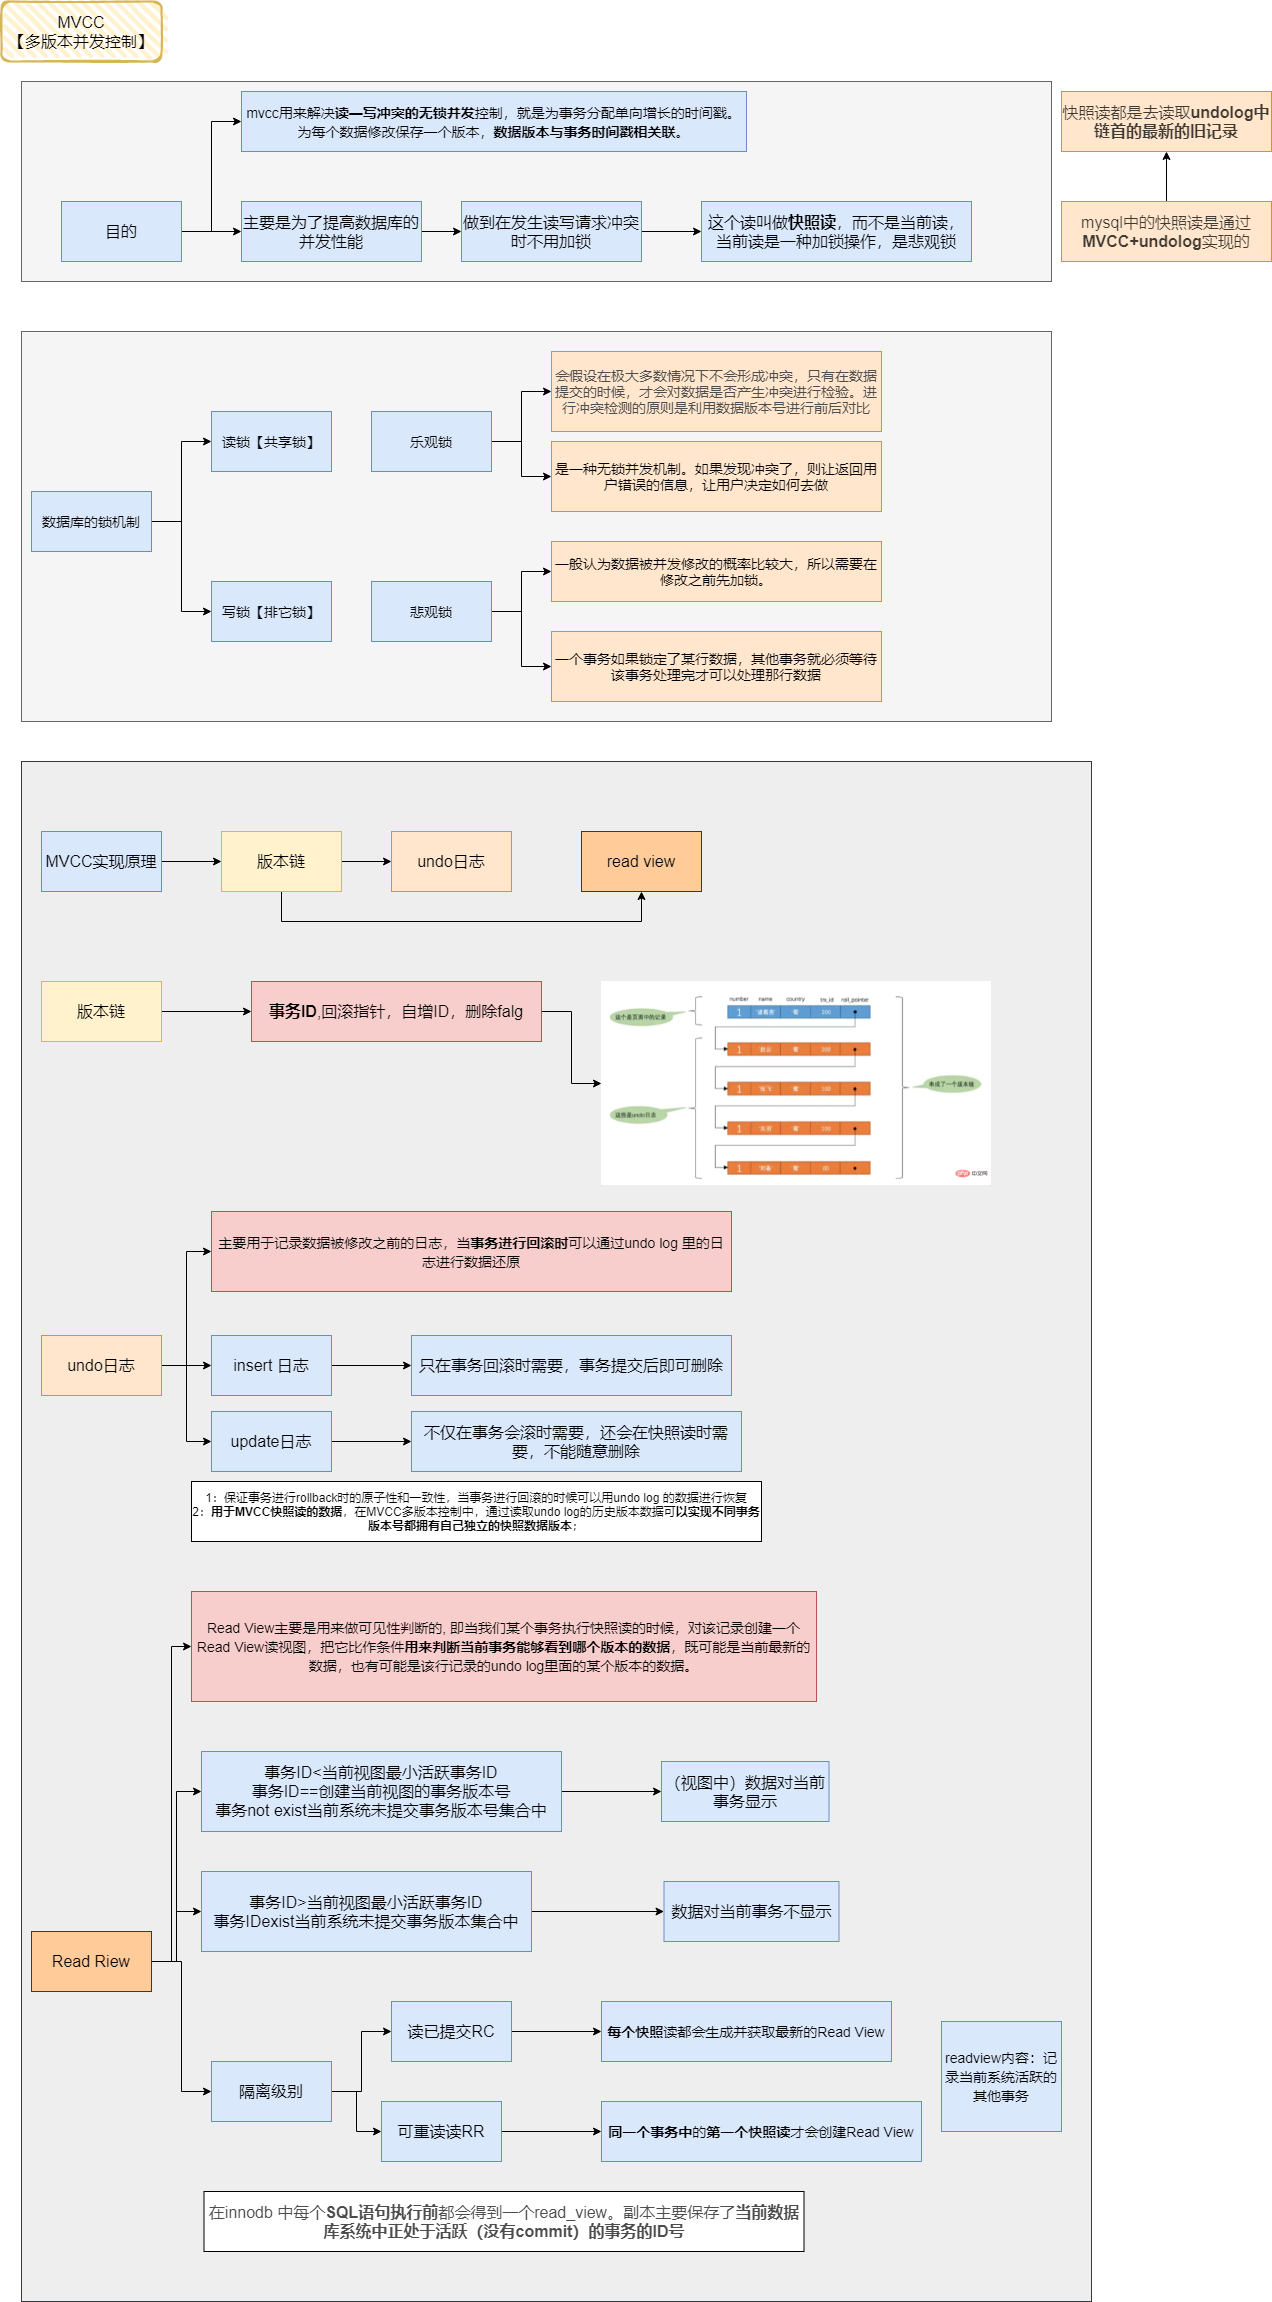 MVCC
【多版本并发控制】
mvcc用来解决读—写冲突的无锁并发控制，就是为事务分配单向增长的时间戳。
为每个数据修改保存一个版本，数据版本与事务时间戳相关联。
快照读都是去读取undolog中
链首的最新的旧记录
目的
主要是为了提高数据库的
并发性能
做到在发生读写请求冲突
时不用加锁
这个读叫做快照读，而不是当前读，
当前读是一种加锁操作，是悲观锁
mysql中的快照读是通过
MVCC+undolog实现的
会假设在极大多数情况下不会形成冲突，只有在数据
提交的时候，才会对数据是否产生冲突进行检验。进
行冲突检测的原则是利用数据版本号进行前后对比
读锁【共享锁】
乐观锁
是一种无锁并发机制。如果发现冲突了，则让返回用
户错误的信息，让用户决定如何去做
数据库的锁机制
一般认为数据被并发修改的概率比较大，所以需要在
修改之前先加锁。
写锁【排它锁】
悲观锁
一个事务如果锁定了某行数据，其他事务就必须等待
该事务处理完才可以处理那行数据
MVCC实现原理
版本链
undo日志
read view
版本链
事务ID,回滚指针，自增ID，删除falg
number name country trx_id roll_pointer
这个是页面中的记录
1
1
1
这些是undo日志
串成了一个版本链
1
1
php 中文网
主要用于记录数据被修改之前的日志，当事务进行回滚时可以通过undo log 里的日
志进行数据还原
undo日志
insert 日志
只在事务回滚时需要，事务提交后即可删除
update日志
不仅在事务会滚时需要，还会在快照读时需
要，不能随意删除
1：保证事务进行rollback时的原子性和一致性，当事务进行回滚的时候可以用undo log 的数据进行恢复
2：用于MVCC快照读的数据，在MVCC多版本控制中，通过读取undo log的历史版本数据可以实现不同事务
版本号都拥有自己独立的快照数据版本；
Read View主要是用来做可见性判断的, 即当我们某个事务执行快照读的时候，对该记录创建一个
Read View读视图，把它比作条件用来判断当前事务能够看到哪个版本的数据，既可能是当前最新的
数据，也有可能是该行记录的undo log里面的某个版本的数据。
事务ID<当前视图最小活跃事务ID
事务ID==创建当前视图的事务版本号
事务not exist当前系统未提交事务版本号集合中
（视图中）数据对当前
事务显示
事务ID>当前视图最小活跃事务ID
事务IDexist当前系统未提交事务版本集合中
数据对当前事务不显示
Read Riew
读已提交RC
每个快照读都会生成并获取最新的Read View
readview内容：记
录当前系统活跃的
其他事务
隔离级别
可重读读RR
同一个事务中的第一个快照读才会创建Read View
在innodb 中每个SQL语句执行前都会得到一个read_view。副本主要保存了当前数据
库系统中正处于活跃（没有commit）的事务的ID号